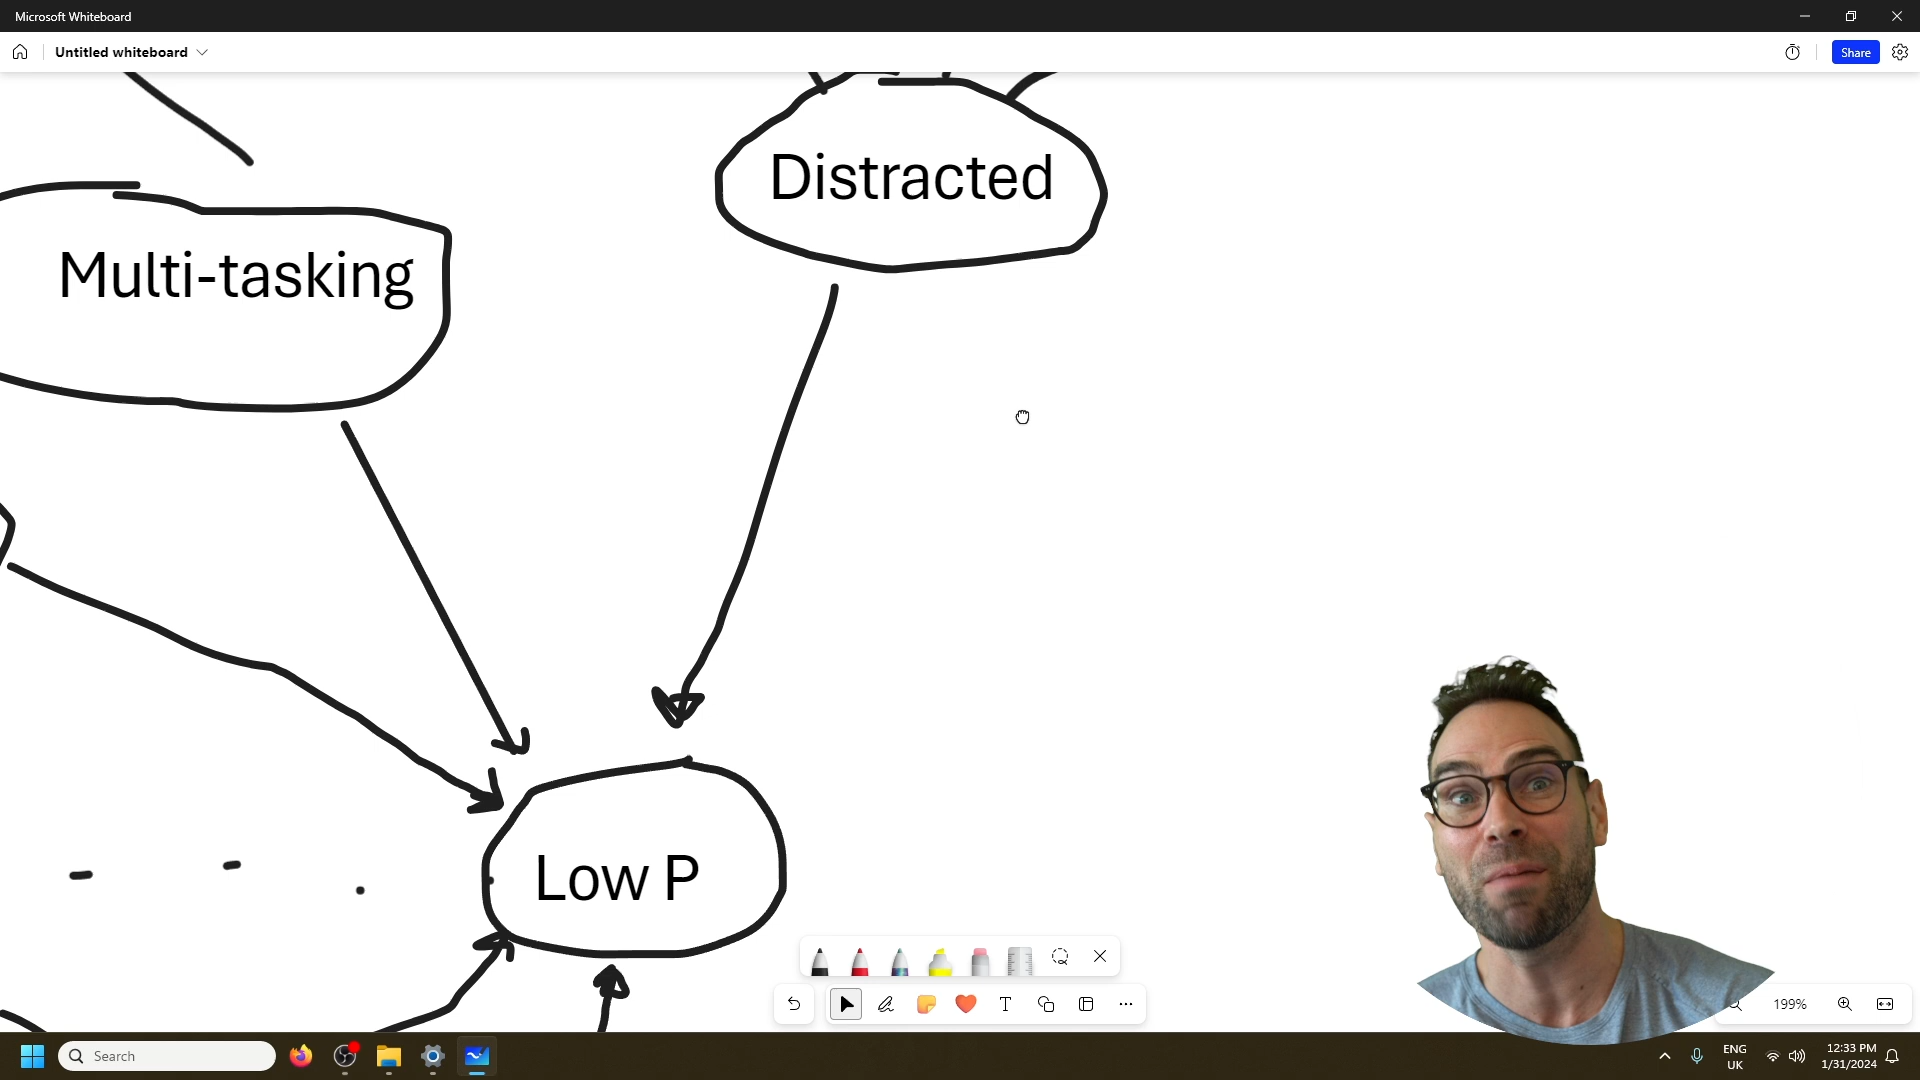 Microsoft Whiteboard
Untitled whiteboard
Share
Distracted
Multi-tasking
Low P
199%
Search
ENG
UK
12:33 PM
1/31/2024